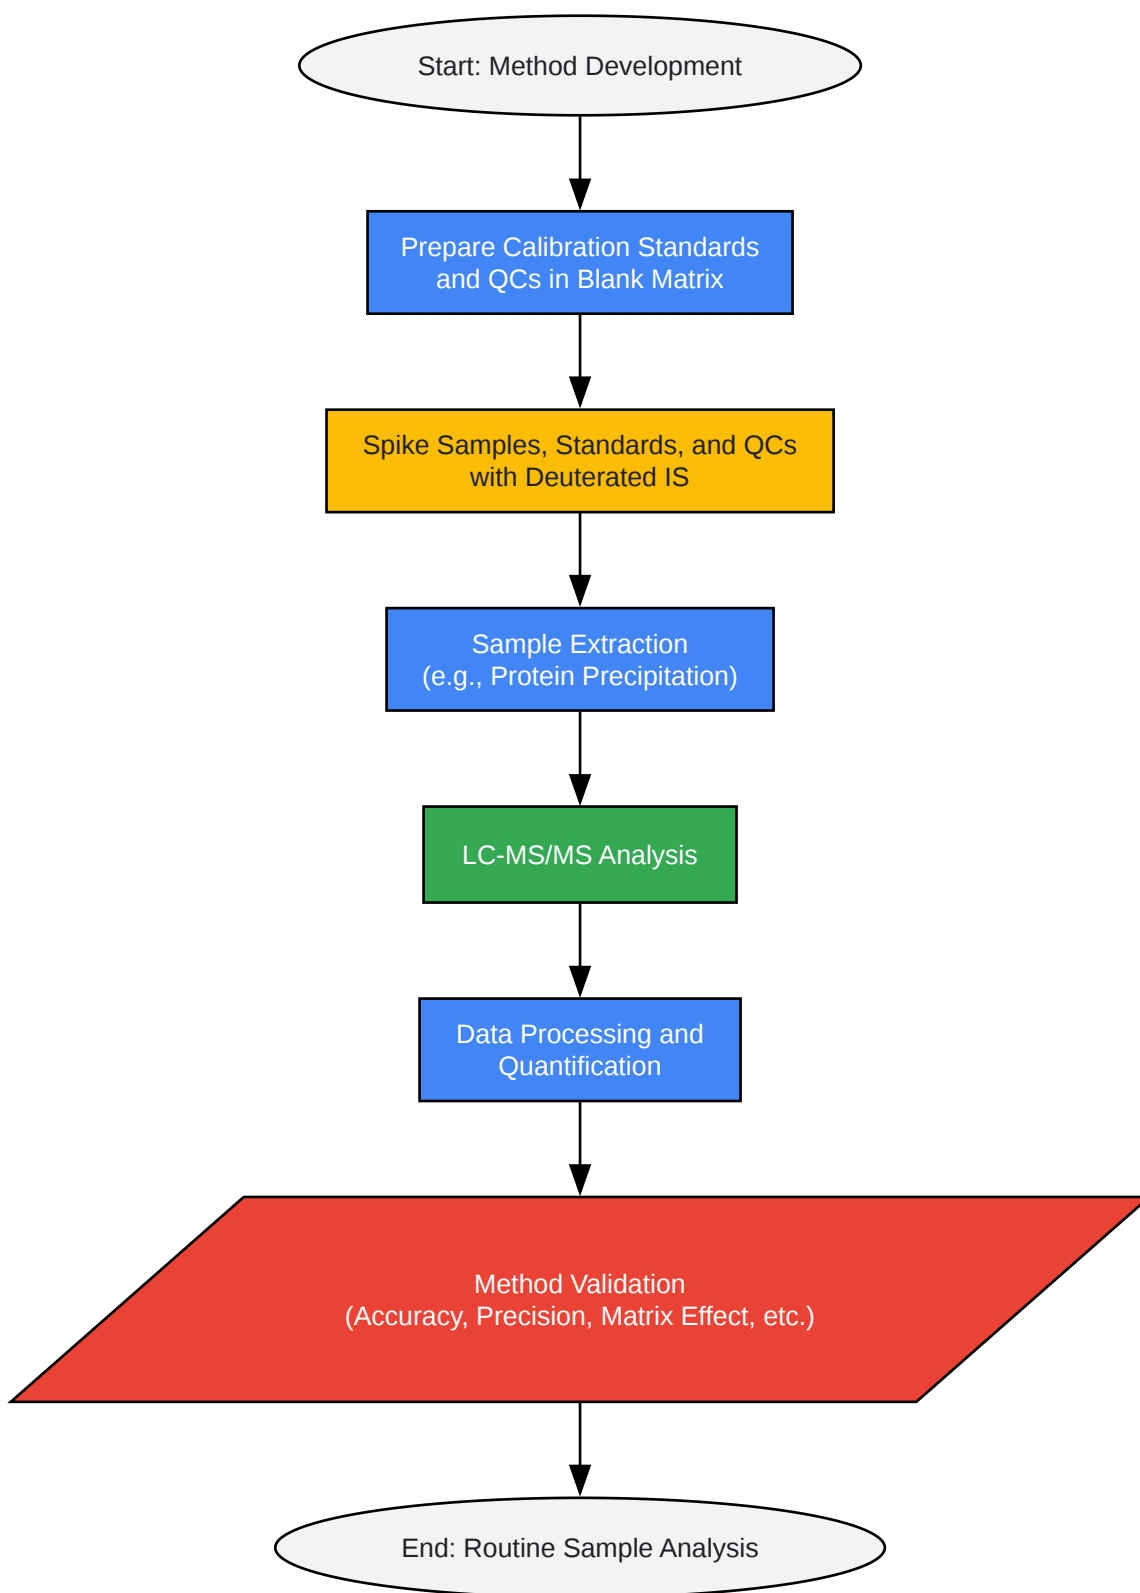 Start: Method Development
Prepare Calibration Standards
and QCs in Blank Matrix
Spike Samples, Standards, and QCs
with Deuterated IS
Sample Extraction
(e.g., Protein Precipitation)
LC-MS/MS Analysis
Data Processing and
Quantification
Method Validation
(Accuracy, Precision, Matrix Effect, etc.)
End: Routine Sample Analysis